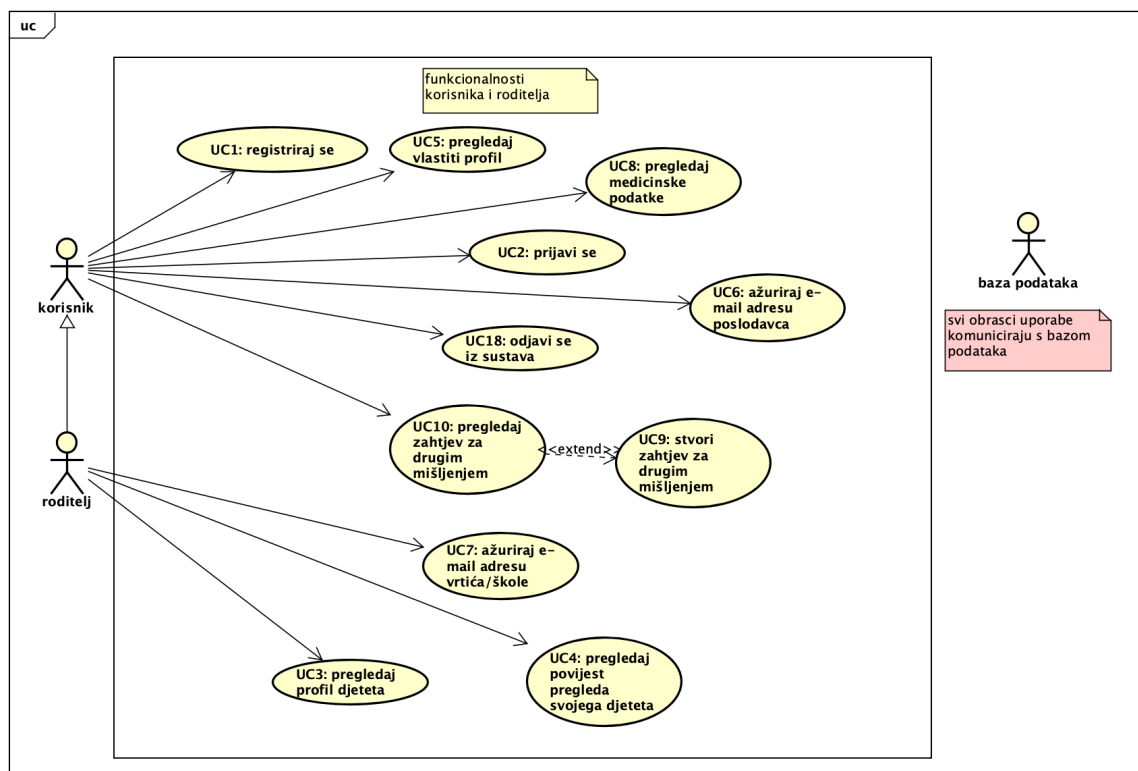 uc
funkcionalnosti
korisnika i roditelja
UC1: registriraj se
UC5: pregledaj
vlastiti profil
UC8: pregledaj
medicinske
podatke
UC2: prijavi se
korisnik
baza podataka
UC6: ažuriraj e-
mail adresu
poslodavca
svi obrasci uporabe
komuniciraju s bazom
podataka
UC18: odjavi se
iz sustava
UC10: pregledaj
zahtjev za
drugim
mišljenjem
<extend>
UC9: stvori
zahtjev za
drugim
mišljenjem
roditelj
UC7: ažuriraj e-
mail adresu
vrtića/škole
UC3: pregledaj
profil djeteta
UC4: pregledaj
povijest
pregleda
svojega djeteta